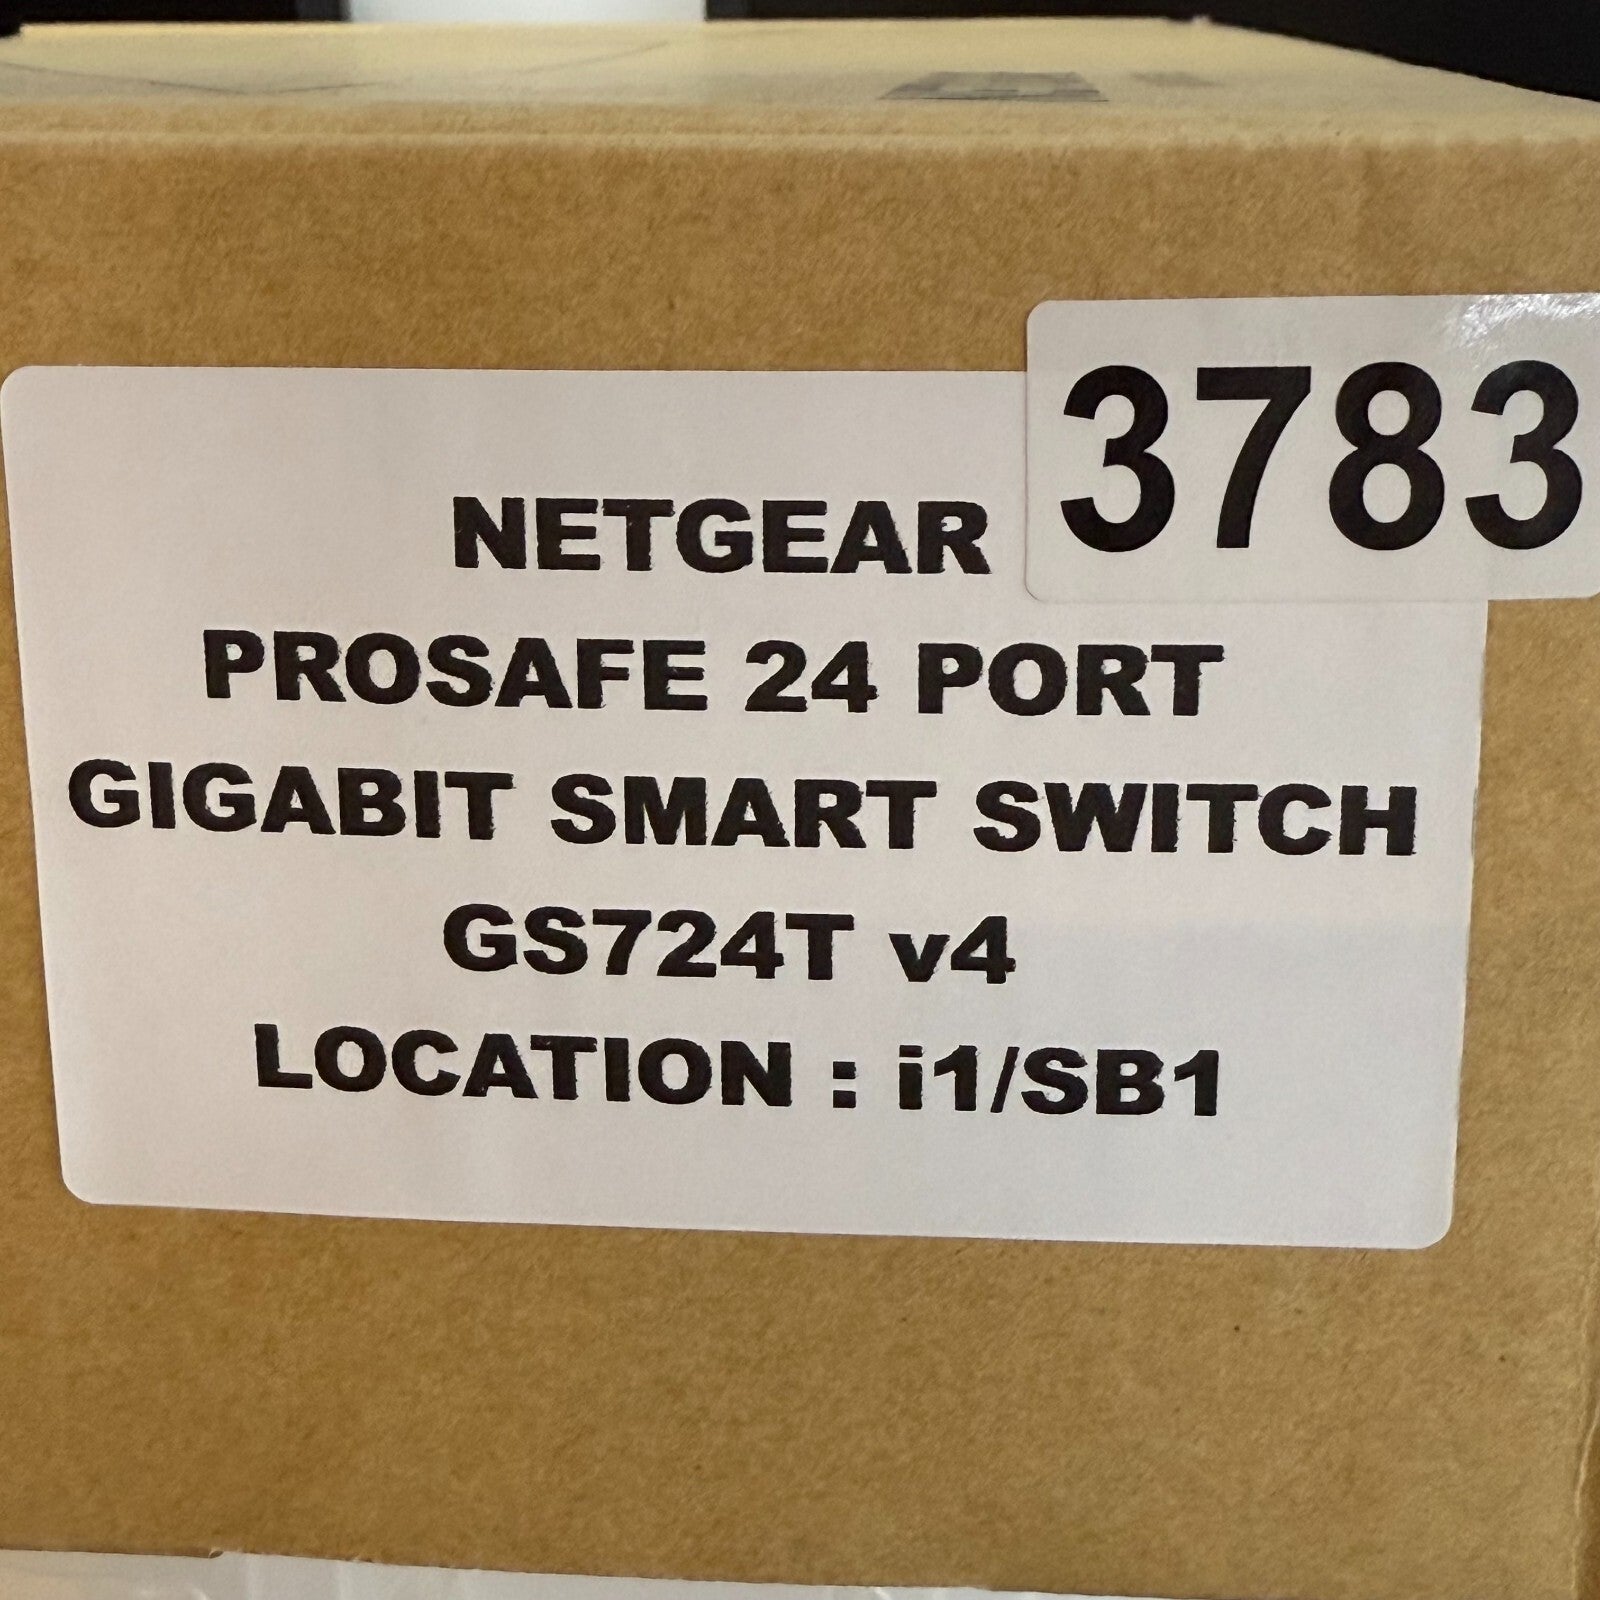 3783
NETGEAR
PROSAFE 24 PORT
GIGABIT SMART SWITCH
GS724T v4
LOCATION : i1/SB1